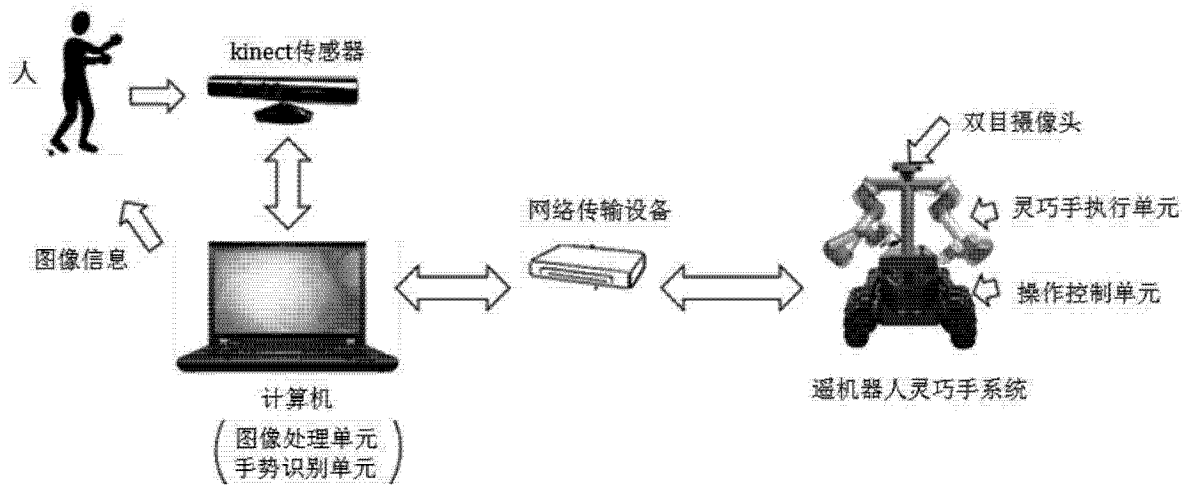 人
kinect传感器
双目摄像头
网络传输设备
灵巧手执行单元
图像信息
操作控制单元
遥机器人灵巧手系统
计算机
图像处理单元
手势识别单元